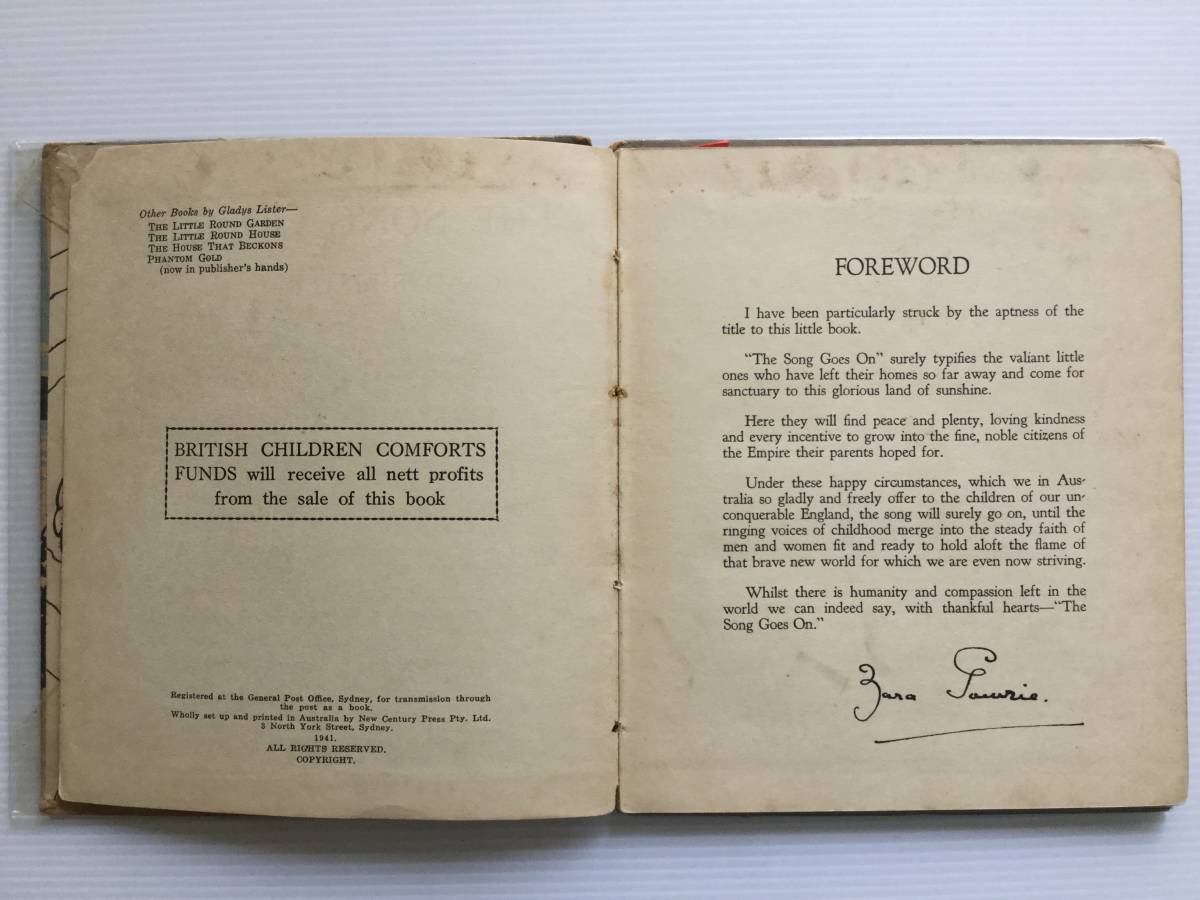 Other Books by Gladys Lister—
THE LITTLE ROUND GARDEN
THE LITTLE ROUND HOUSE
THE HOUSE THAT BECKONS
PHANTOM GOLD
(now in publisher's hands)
BRITISH CHILDREN COMFORTS
FUNDS will receive all nett profits
from the sale of this book
Registered at the General Post Office, Sydney, for transmission through
the post as a book.
Wholly set up and printed in Australia by New Century Press Pty. Ltd.
3 North York Street, Sydney.
1941.
ALL RIGHTS RESERVED.
COPYRIGHT.
FOREWORD
I have been particularly struck by the aptness of the
title to this little book.
"The Song Goes On" surely typifies the valiant little
ones who have left their homes so far away and come for
sanctuary to this glorious land of sunshine.
Here they will find peace and plenty, loving kindness
and every incentive to grow into the fine, noble citizens of
the Empire their parents hoped for.
Under these happy circumstances, which we in Aus-
tralia so gladly and freely offer to the children of our un-
conquerable England, the song will surely go on, until the
ringing voices of childhood merge into the steady faith of
men and women fit and ready to hold aloft the flame of
that brave new world for which we are even now striving.
Whilst there is humanity and compassion left in the
world we can indeed say, with thankful hearts—"The
Song Goes On."
Zara Gowrie.